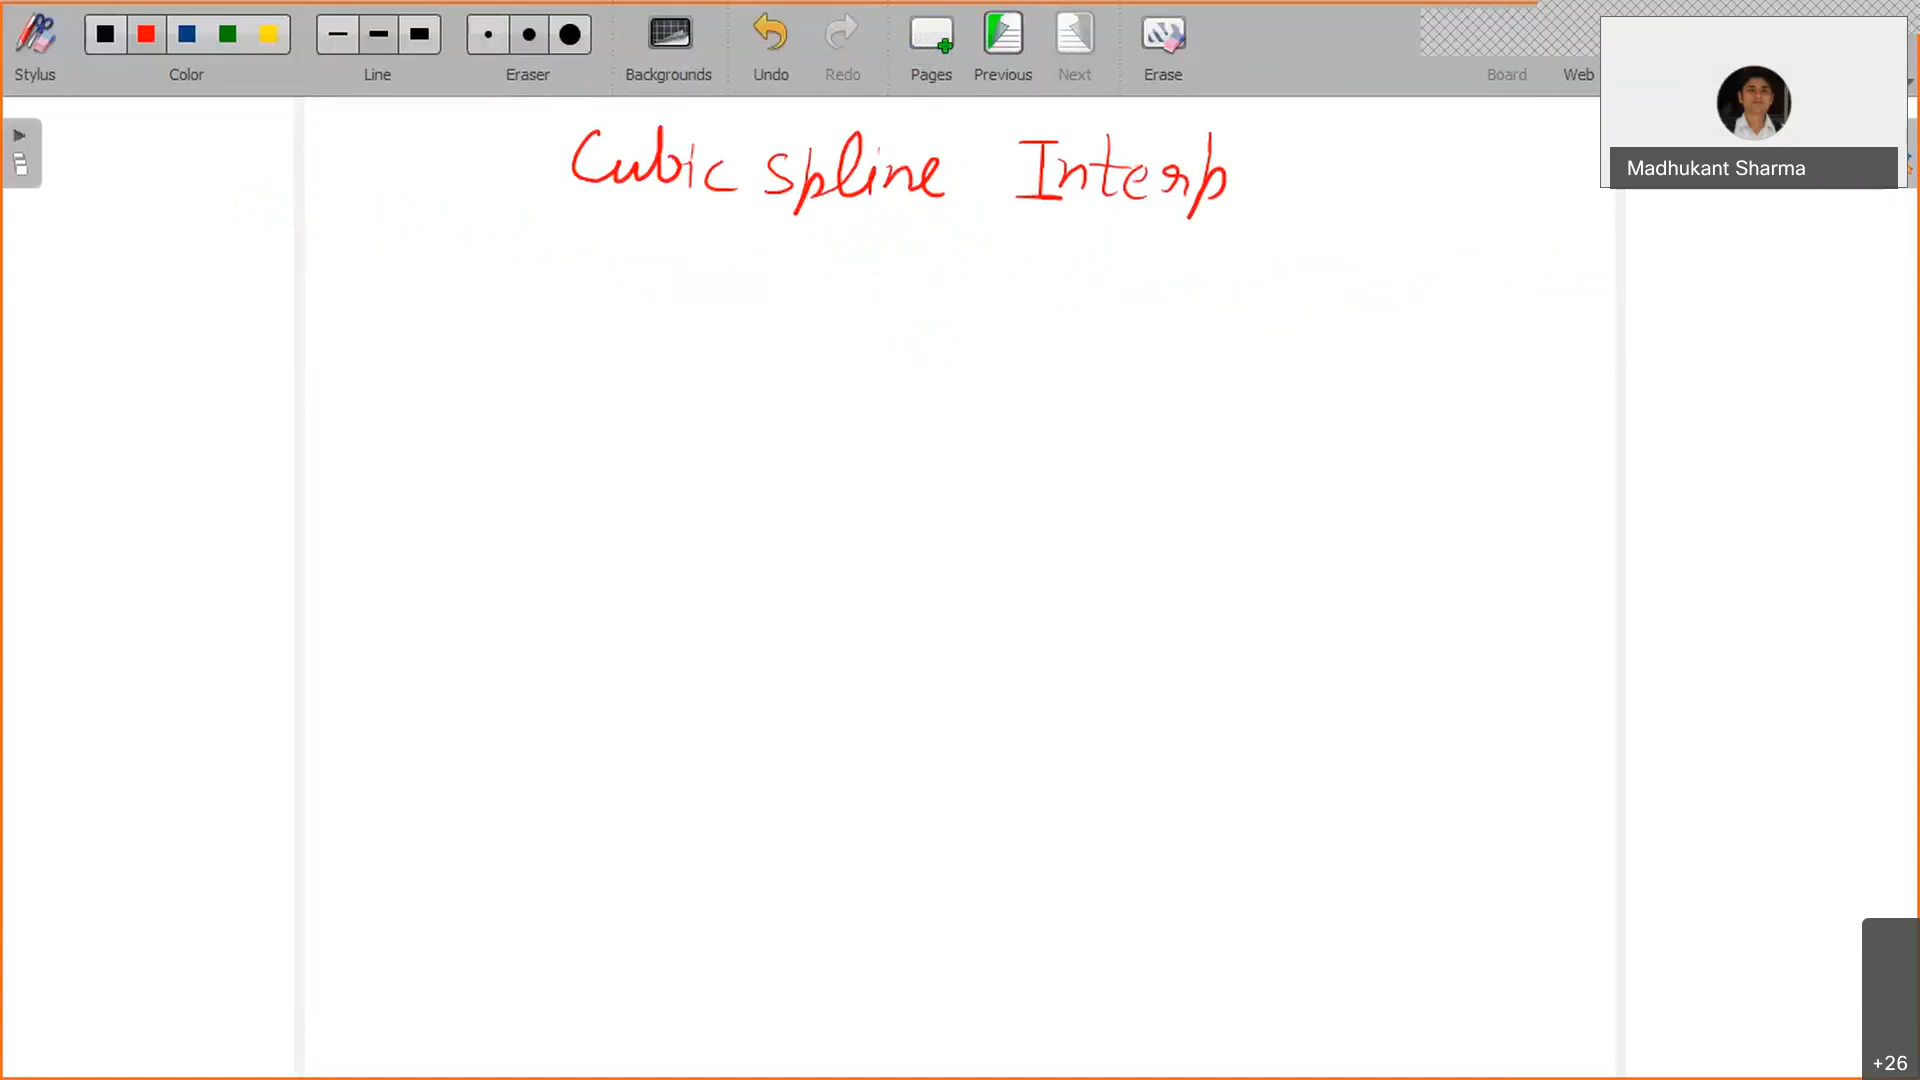 Stylus Color Line Eraser Backgrounds Undo Redo Pages Previous Next Erase Board Web
Madhukant Sharma
Cubic spline Interp
+26